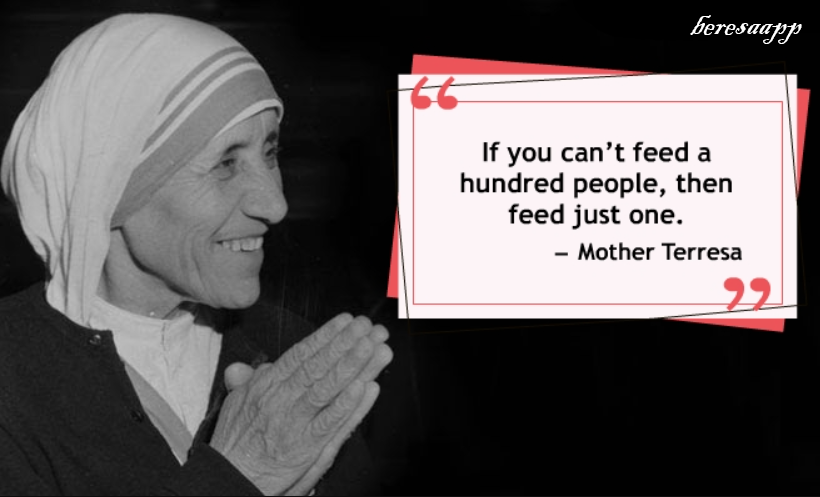 beresaapp
“
If you can’t feed a
hundred people, then
feed just one.
– Mother Terresa
”